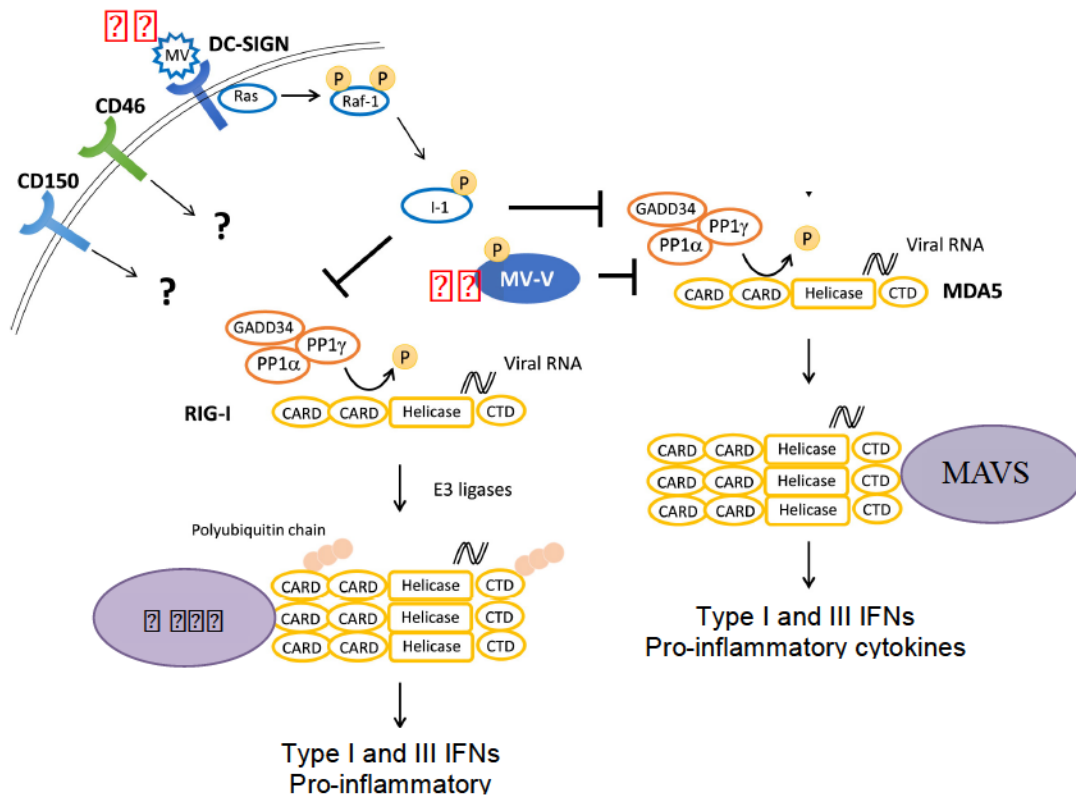 MV
DC-SIGN
Ras
P
P
Raf-1
CD46
CD150
?
?
P
I-1
P
MV-V
GADD34
PP1γ
PP1α
P
Viral RNA
CARD
CARD
Helicase
CTD
MDA5
GADD34
PP1γ
PP1α
P
Viral RNA
RIG-I
CARD
CARD
Helicase
CTD
E3 ligases
Polyubiquitin chain
CARD
CARD
Helicase
CTD
CARD
CARD
Helicase
CTD
CARD
CARD
Helicase
CTD
Type I and III IFNs
Pro-inflammatory
CARD
CARD
Helicase
CTD
CARD
CARD
Helicase
CTD
CARD
CARD
Helicase
CTD
MAVS
Type I and III IFNs
Pro-inflammatory cytokines